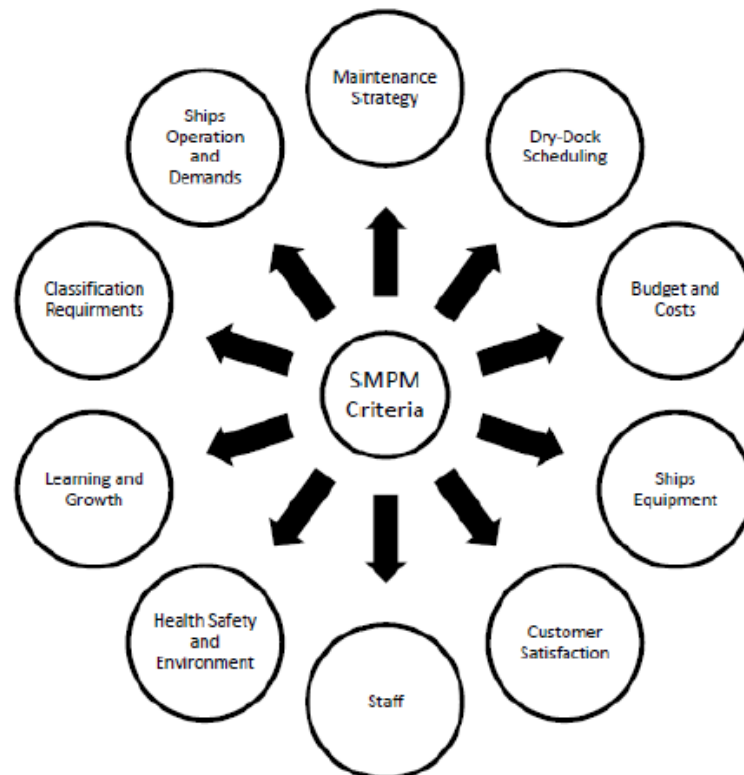 Maintenance
Strategy
Dry-Dock
Scheduling
Budget and
Costs
Ships
Equipment
Customer
Satisfaction
Staff
Health Safety
and
Environment
Learning and
Growth
Classification
Requirments
Ships
Operation
and
Demands
SMPM
Criteria